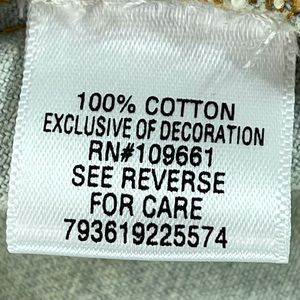 100% COTTON
EXCLUSIVE OF DECORATION
RN#109661
SEE REVERSE
FOR CARE
793619225574